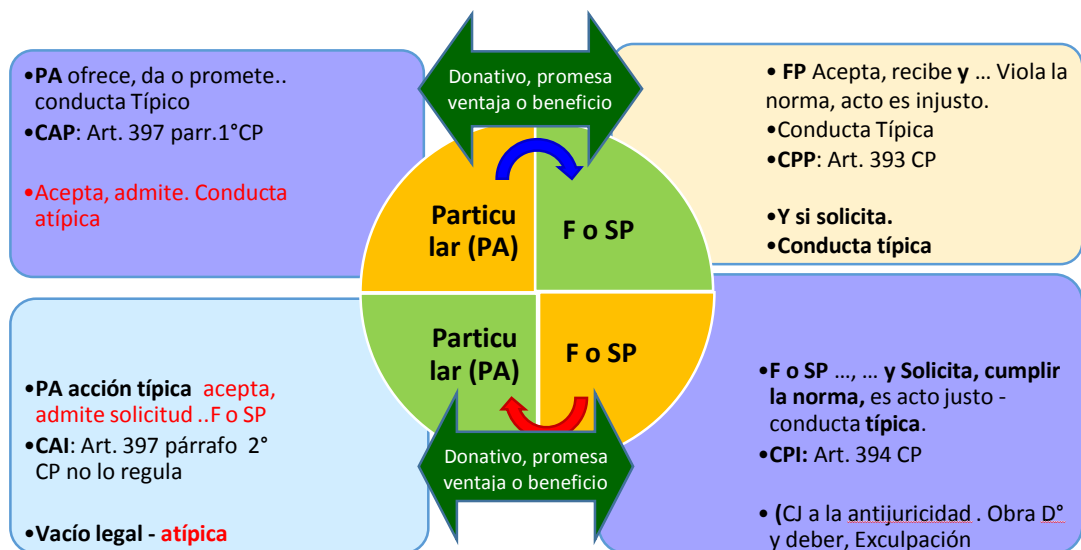 •PA ofrece, da o promete..
conducta Típico
•CAP: Art. 397 parr.1°CP
•Acepta, admite. Conducta
atípica
Donativo, promesa
ventaja o beneficio
• FP Acepta, recibe y ... Viola la
norma, acto es injusto.
•Conducta Típica
•CPP: Art. 393 CP
•Y si solicita.
•Conducta típica
Particu
lar (PA)
F o SP
Particu
lar (PA)
F o SP
•PA acción típica acepta,
admite solicitud ..F o SP
•CAI: Art. 397 párrafo 2°
CP no lo regula
•Vacío legal - atípica
Donativo, promesa
ventaja o beneficio
•F o SP ..., ... y Solicita, cumplir
la norma, es acto justo -
conducta típica.
•CPI: Art. 394 CP
• (CJ a la antijuricidad . Obra D°
y deber, Exculpación